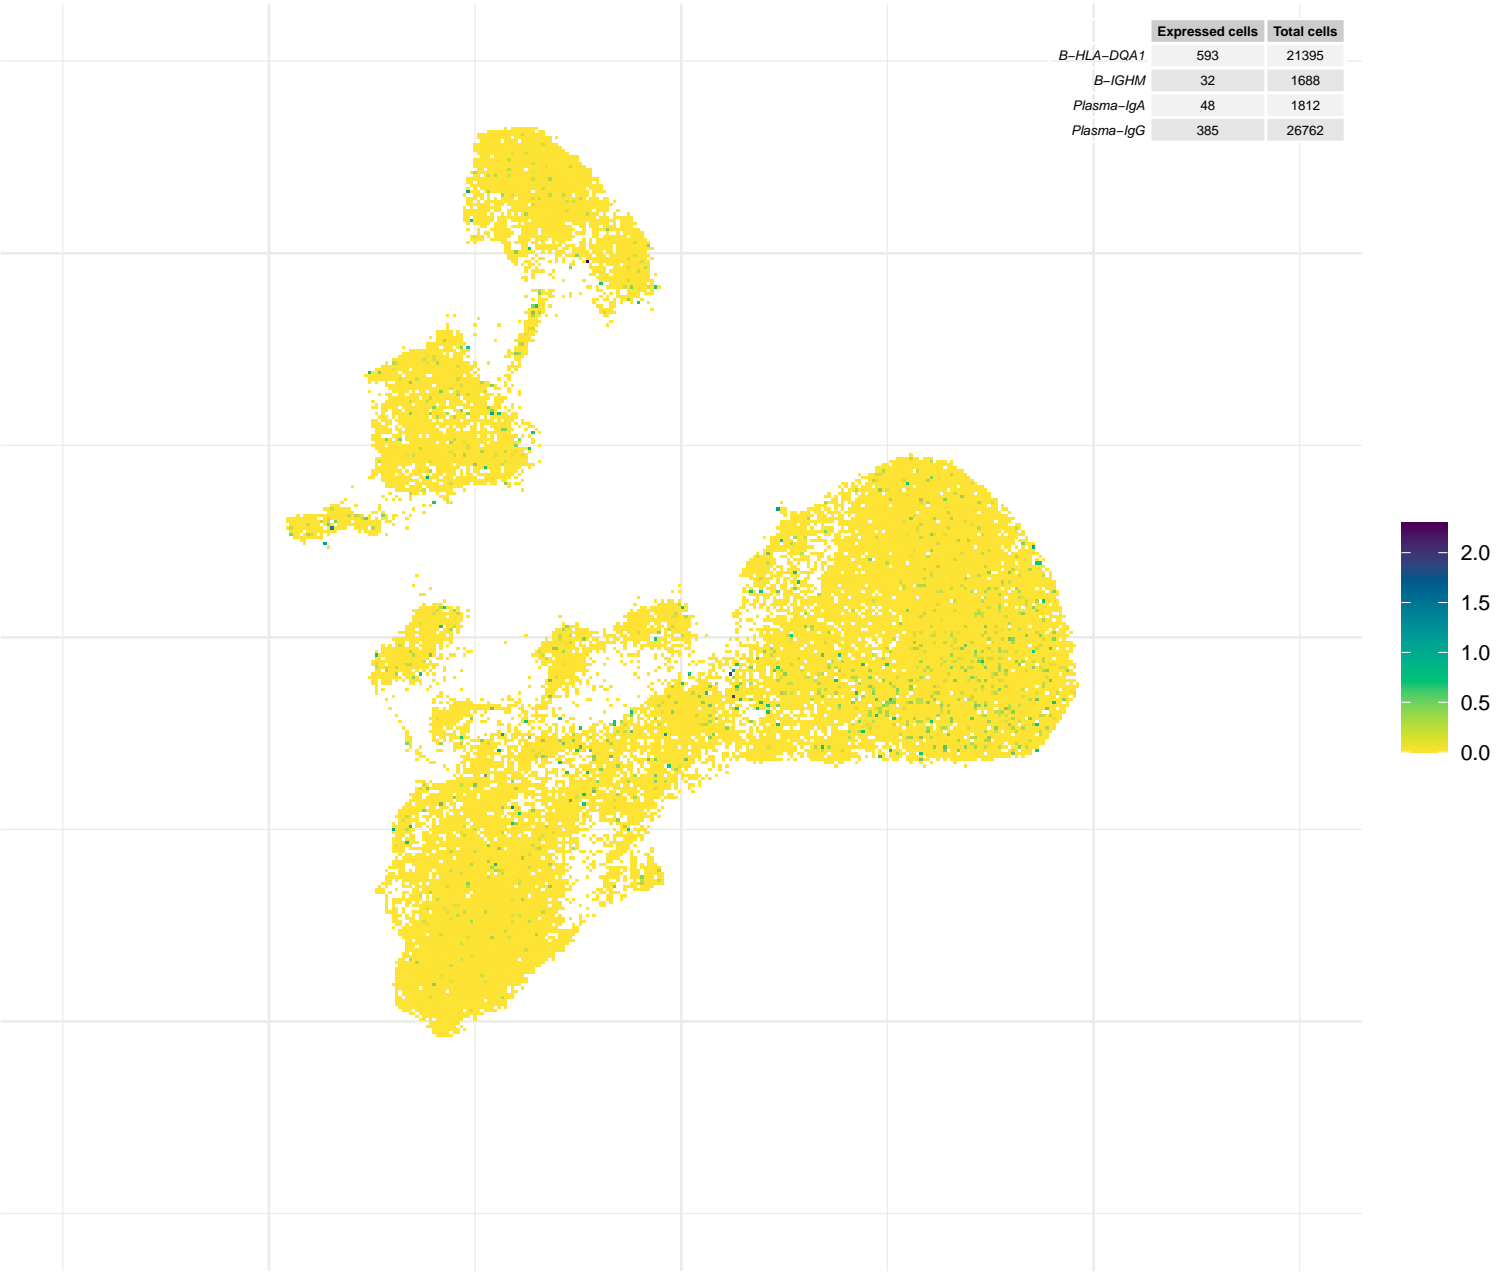 Expressed cells Total cells
B−HLA−DQA1 593 21395
B−IGHM 32 1688
Plasma−IgA 48 1812
Plasma−IgG 385 26762
2.0
1.5
1.0
0.5
0.0